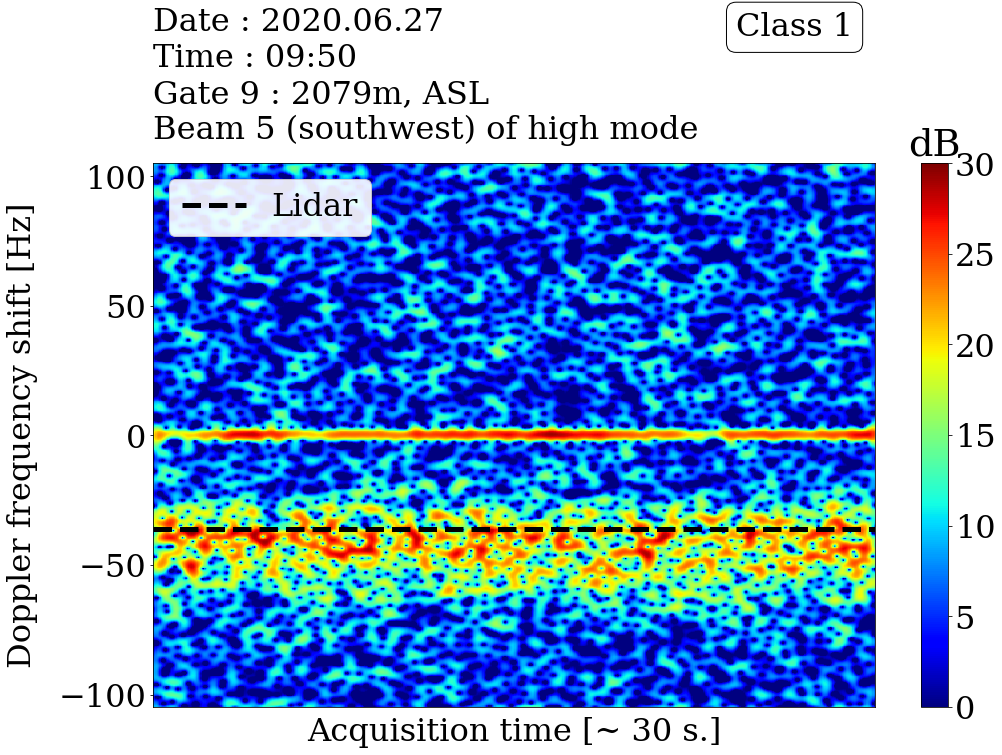 Date : 2020.06.27
Time : 09:50
Gate 9 : 2079m, ASL
Beam 5 (southwest) of high mode
Class 1
dB
Lidar
Doppler frequency shift [Hz]
100
50
0
−50
−100
Acquisition time [~ 30 s.]
30
25
20
15
10
5
0